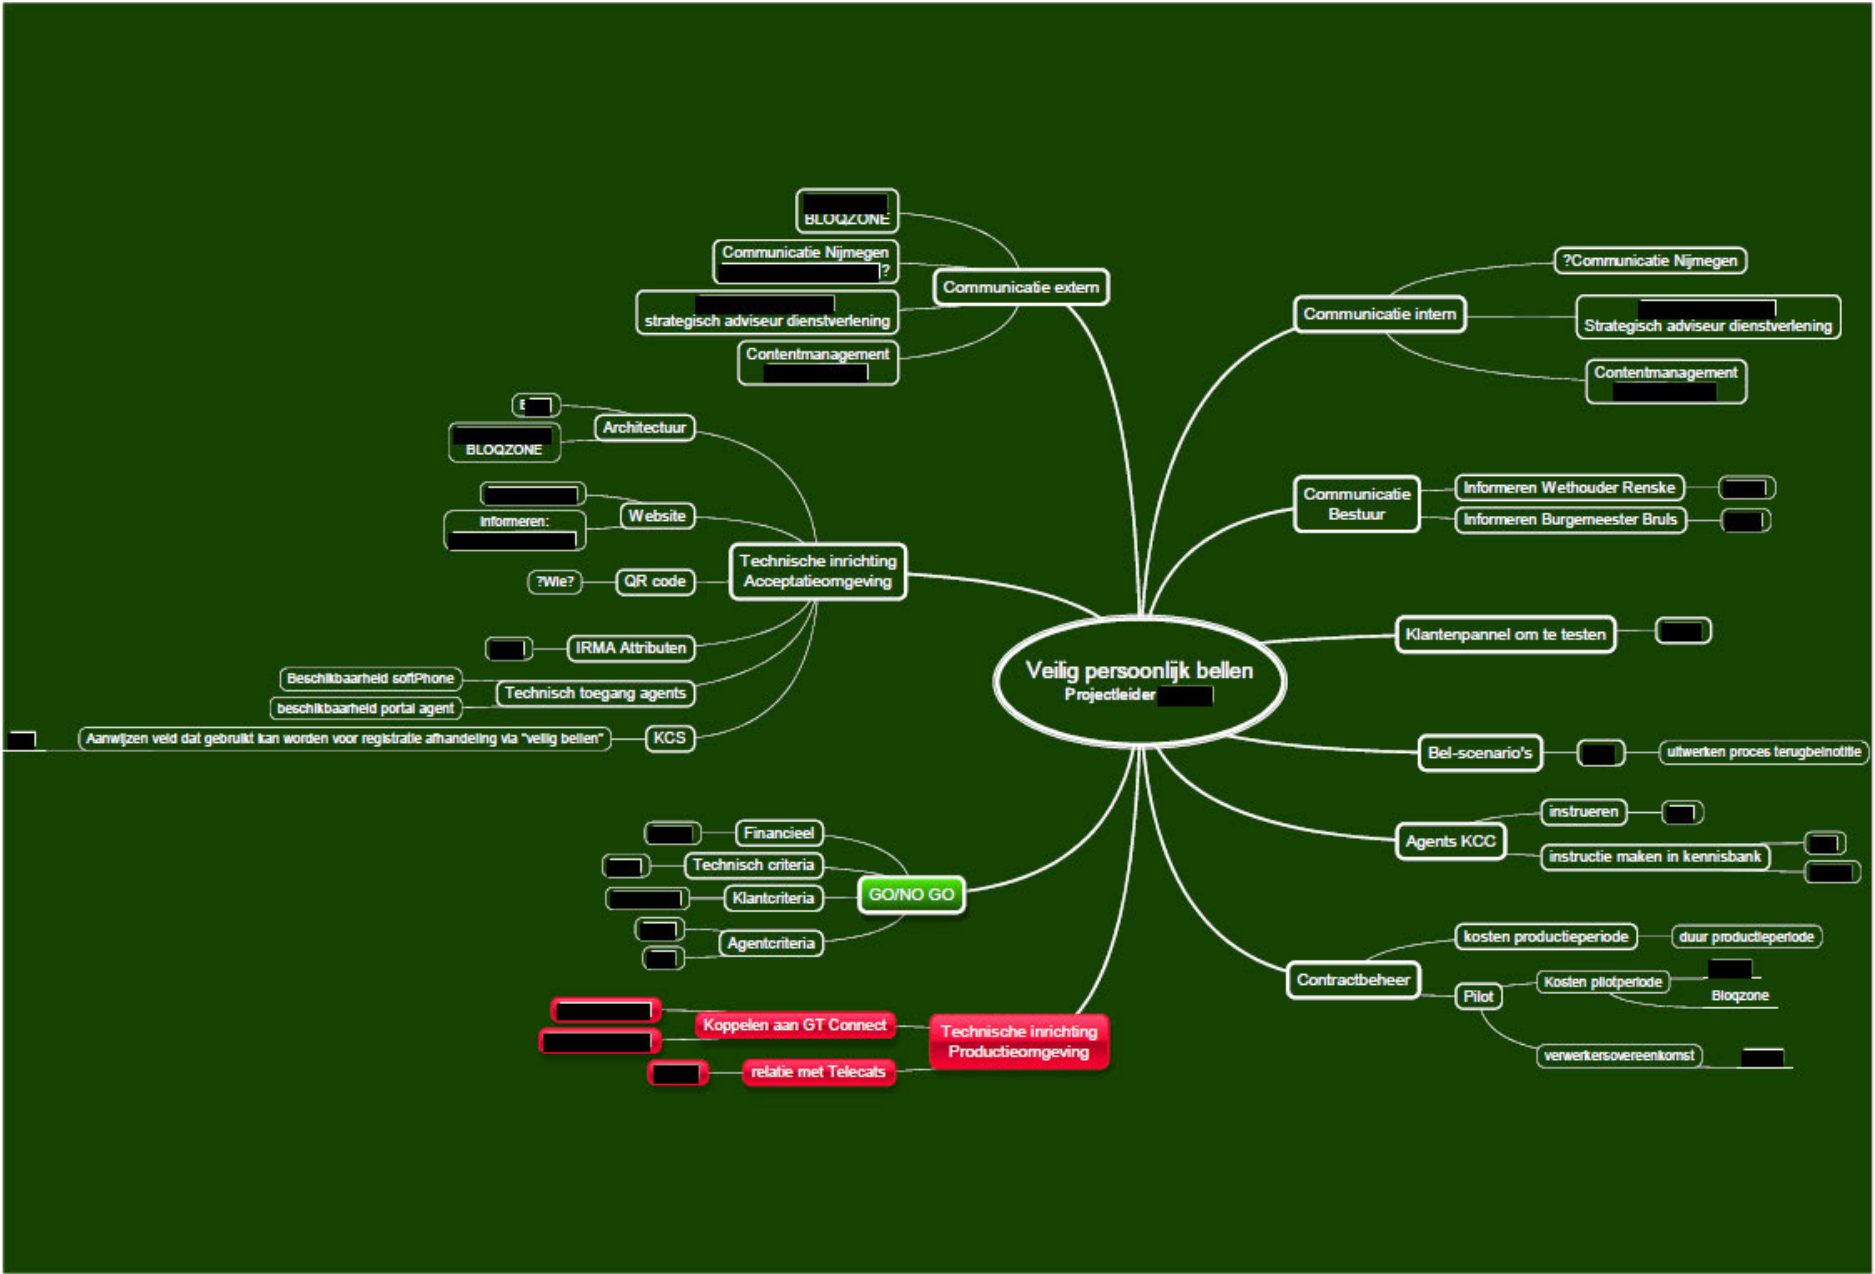 Veilig persoonlijk bellen
Projectleider
Communicatie extern
BLOQZONE
Communicatie Nijmegen
?
strategisch adviseur dienstverlening
Contentmanagement
Communicatie intern
?Communicatie Nijmegen
Strategisch adviseur dienstverlening
Contentmanagement
Communicatie
Bestuur
Informeren Wethouder Renske
Informeren Burgemeester Bruls
Klantenpannel om te testen
Bel-scenario's
uitwerken proces terugbelnotitie
Agents KCC
instrueren
instructie maken in kennisbank
Contractbeheer
kosten productieperiode
duur productieperiode
Pilot
Kosten pilotperiode
Bloqzone
verwerkersovereenkomst
Technische inrichting
Productieomgeving
Koppelen aan GT Connect
relatie met Telecats
GO/NO GO
Financieel
Technisch criteria
Klantcriteria
Agentcriteria
Technische inrichting
Acceptatieomgeving
Architectuur
E
BLOQZONE
Website
Informeren:
QR code
?Wie?
IRMA Attributen
Technisch toegang agents
Beschikbaarheid softPhone
beschikbaarheid portal agent
KCS
Aanwijzen veld dat gebruikt kan worden voor registratie afhandeling via "veilig bellen"